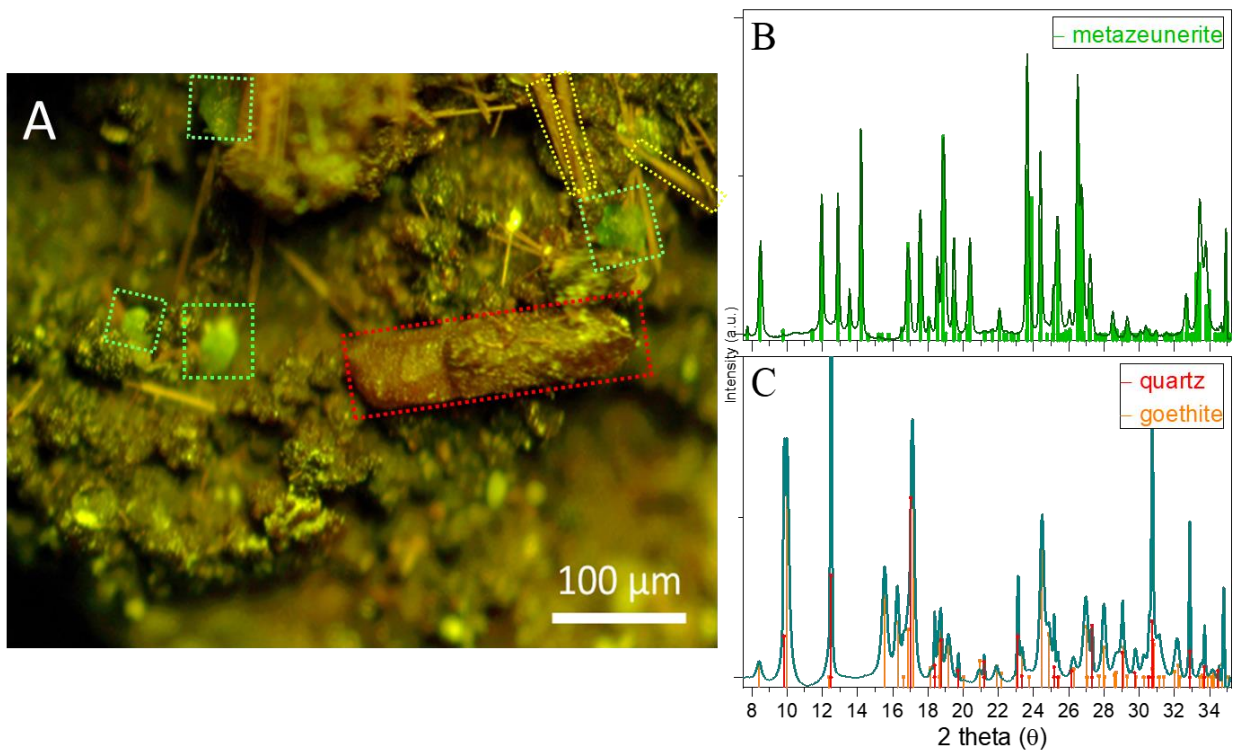 A
100 µm
B
metazeunerite
C
quartz
goethite
Intensity (a.u.)
8 10 12 14 16 18 20 22 24 26 28 30 32 34
2 theta (θ)